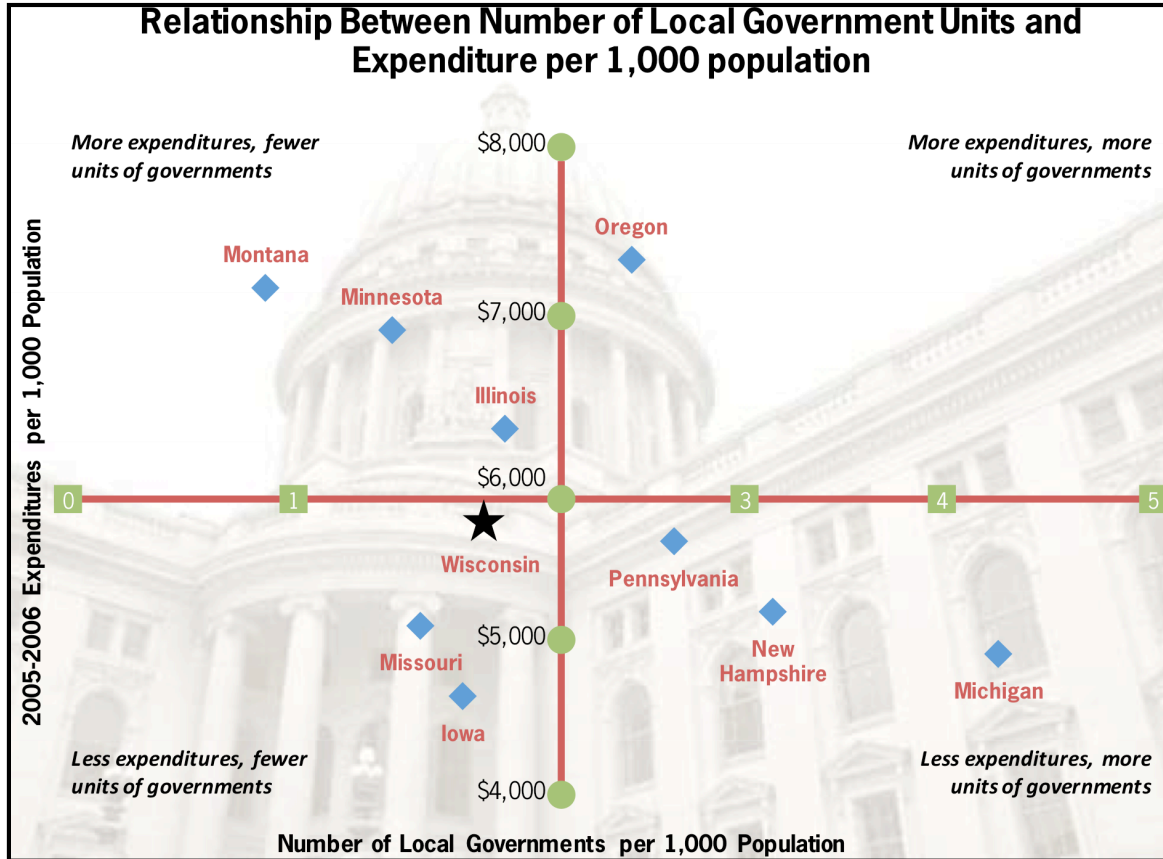 Relationship Between Number of Local Government Units and
Expenditure per 1,000 population
More expenditures, fewer
units of governments
More expenditures, more
units of governments
2005-2006 Expenditures per 1,000 Population
$8,000
Oregon
Montana
Minnesota
$7,000
Illinois
$6,000
0
1
3
4
5
Wisconsin
Pennsylvania
$5,000
Missouri
New
Hampshire
Michigan
Iowa
Less expenditures, fewer
units of governments
Less expenditures, more
units of governments
$4,000
Number of Local Governments per 1,000 Population